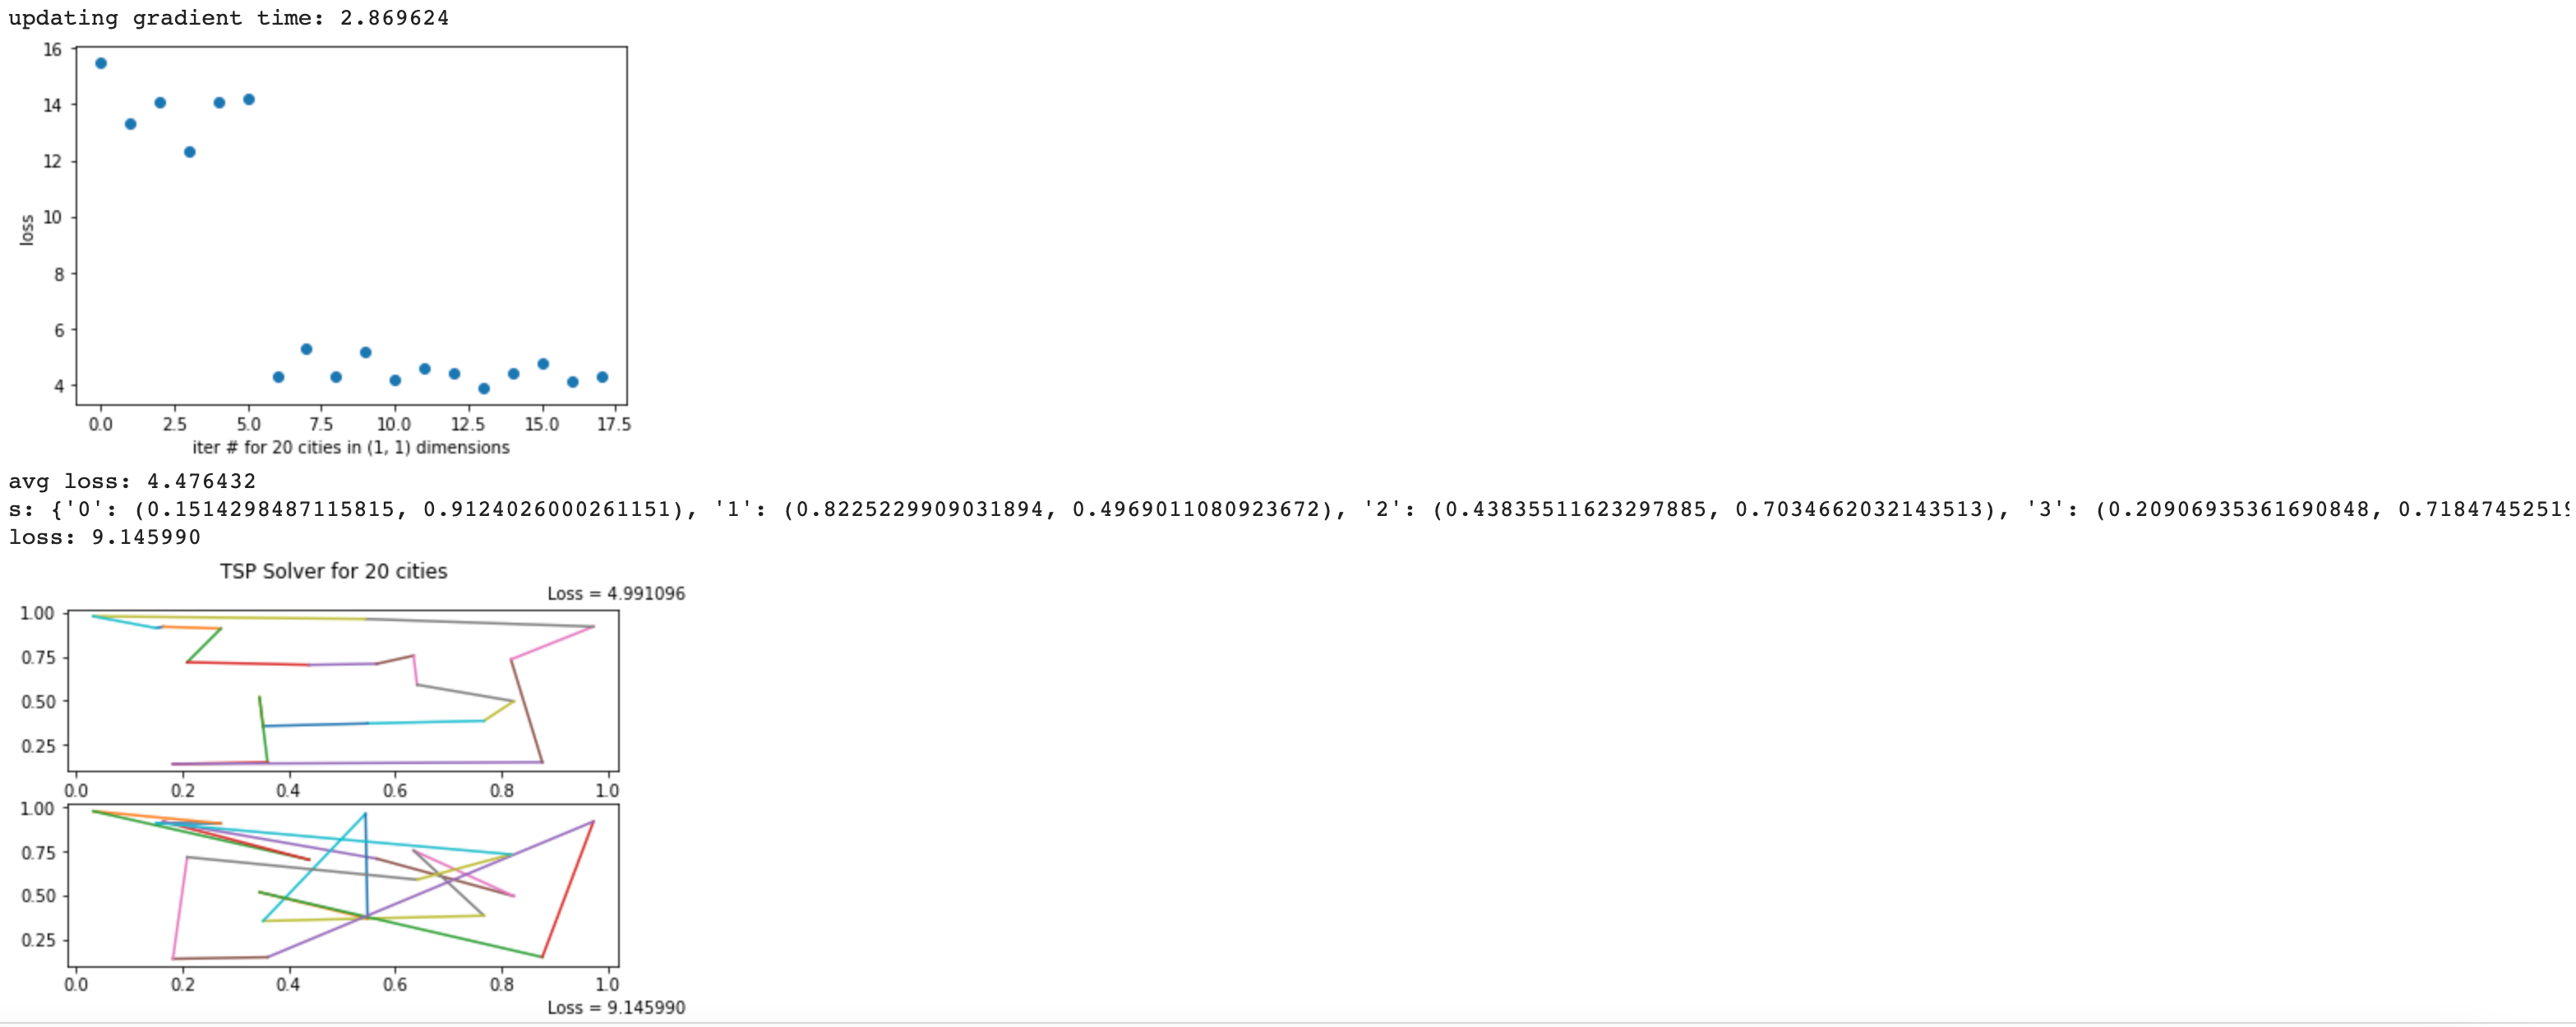 updating gradient time: 2.869624
16
14
12
10
8
6
4
loss
0.0 2.5 5.0 7.5 10.0 12.5 15.0 17.5
iter # for 20 cities in (1, 1) dimensions
avg loss: 4.476432
s: {'0': (0.1514298487115815, 0.9124026000261151), '1': (0.8225229909031894, 0.4969011080923672), '2': (0.43835511623297885, 0.7034662032143513), '3': (0.20906935361690848, 0.7184745251
loss: 9.145990
TSP Solver for 20 cities
Loss = 4.991096
1.00
0.75
0.50
0.25
0.0 0.2 0.4 0.6 0.8 1.0
1.00
0.75
0.50
0.25
0.0 0.2 0.4 0.6 0.8 1.0
Loss = 9.145990